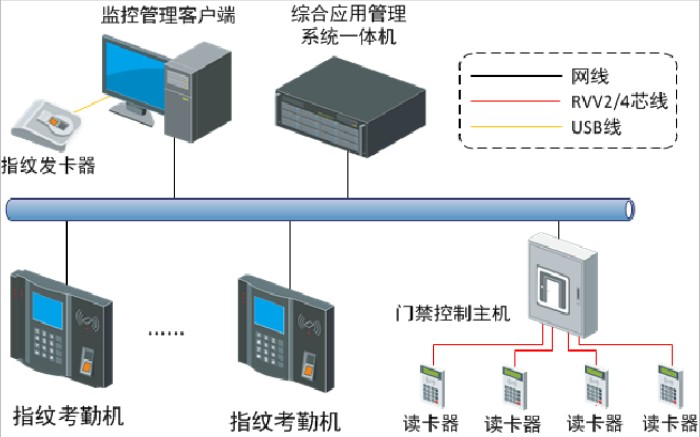 监控管理客户端
综合应用管理
系统一体机
网线
RVV2/4芯线
USB线
指纹发卡器
门禁控制主机
......
指纹考勤机
指纹考勤机
读卡器
读卡器
读卡器
读卡器